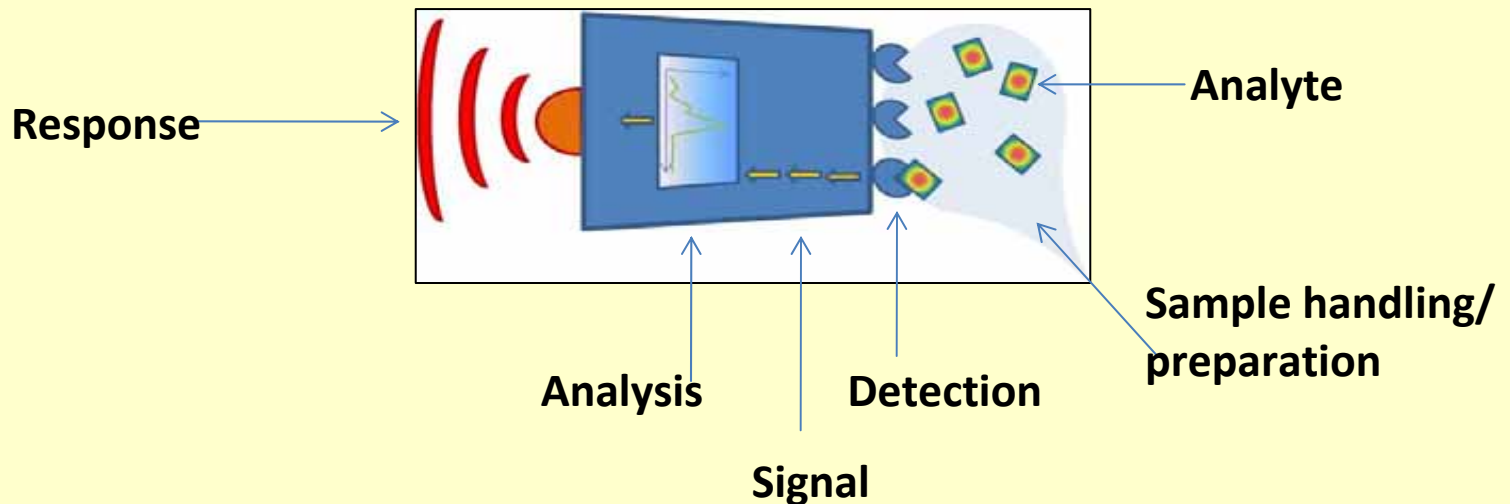 Analyte
Response
Sample handling/
preparation
Analysis
Detection
Signal